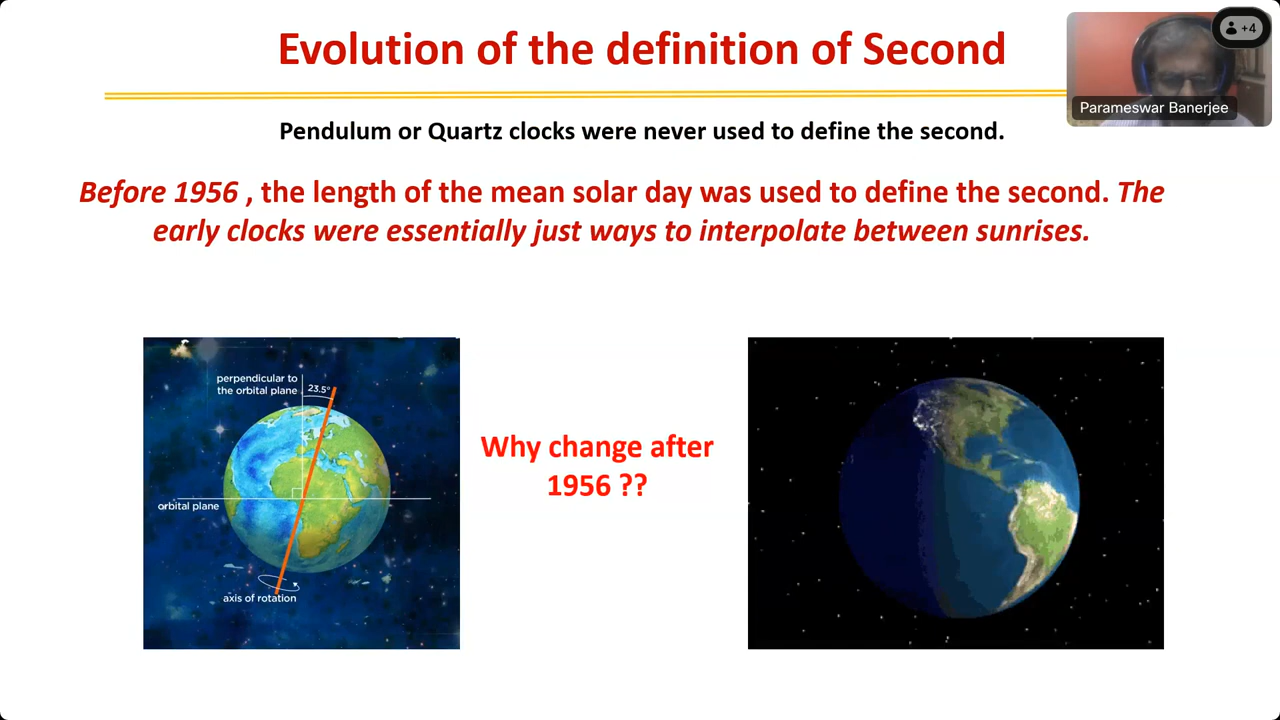 Evolution of the definition of Second
+4
Parameswar Banerjee
Pendulum or Quartz clocks were never used to define the second.
Before 1956 , the length of the mean solar day was used to define the second. The
early clocks were essentially just ways to interpolate between sunrises.
perpendicular to
the orbital plane
23.5°
orbital plane
axis of rotation
Why change after
1956 ??